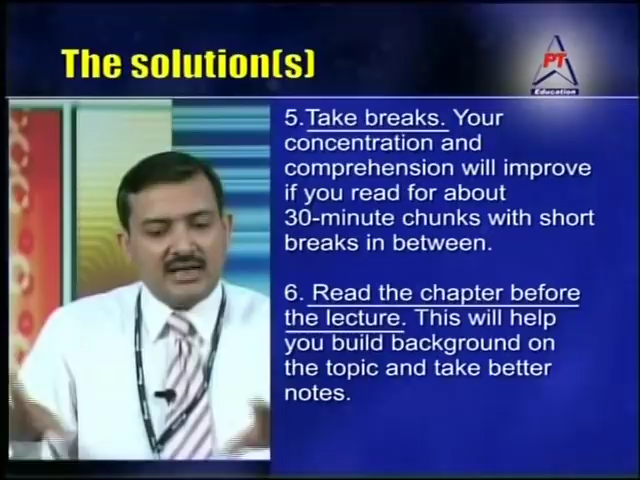 The solution(s)
PT
Education
5.Take breaks. Your
concentration and
comprehension will improve
if you read for about
30-minute chunks with short
breaks in between.
6. Read the chapter before
the lecture. This will help
you build background on
the topic and take better
notes.